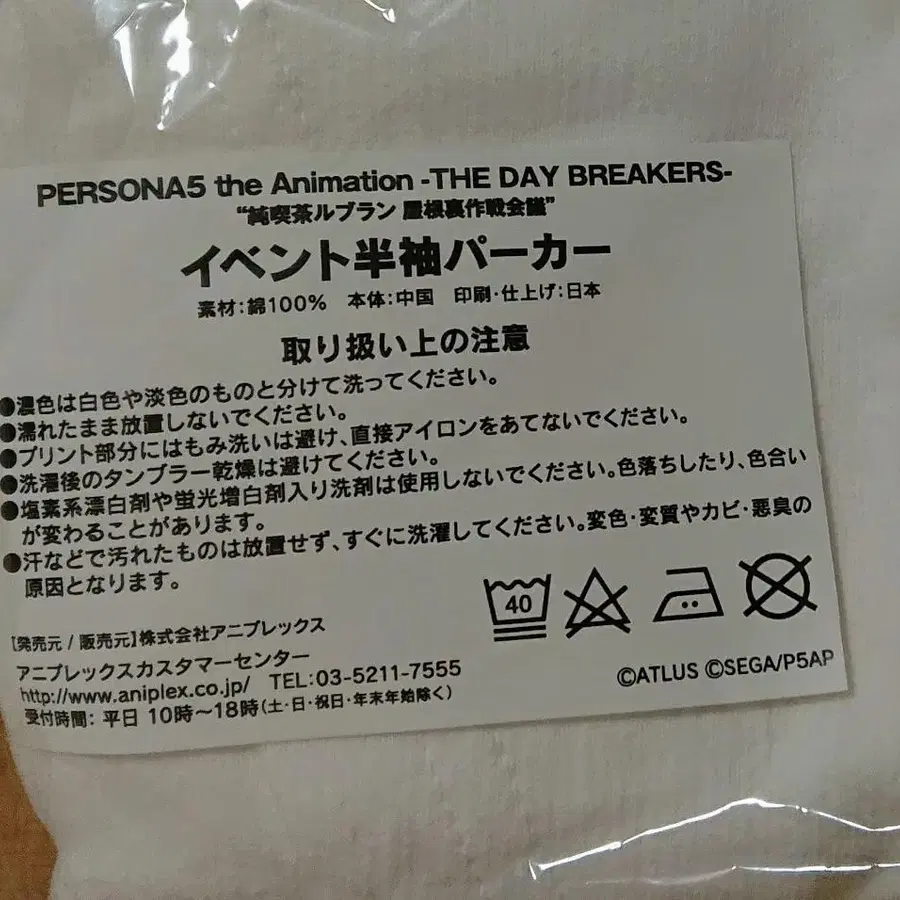 PERSONA5 the Animation -THE DAY BREAKERS-
“純喫茶ルブラン 屋根裏作戦会議”
イベント半袖パーカー
素材:綿100% 本体:中国 印刷・仕上げ:日本
取り扱い上の注意
●濃色は白色や淡色のものと分けて洗ってください。
●濡れたまま放置しないでください。
●プリント部分にはもみ洗いは避け、直接アイロンをあてないでください。
●洗濯後のタンブラー乾燥は避けてください。
●塩素系漂白剤や蛍光増白剤入り洗剤は使用しないでください。色落ちしたり、色合い
が変わることがあります。
●汗などで汚れたものは放置せず、すぐに洗濯してください。変色・変質やカビ・悪臭の
原因となります。
40
[発売元 / 販売元]株式会社アニプレックス
アニプレックスカスタマーセンター
http://www.aniplex.co.jp/ TEL:03-5211-7555
受付時間: 平日 10時～18時(土・日・祝日・年末年始除く)
©ATLUS ©SEGA/P5AP